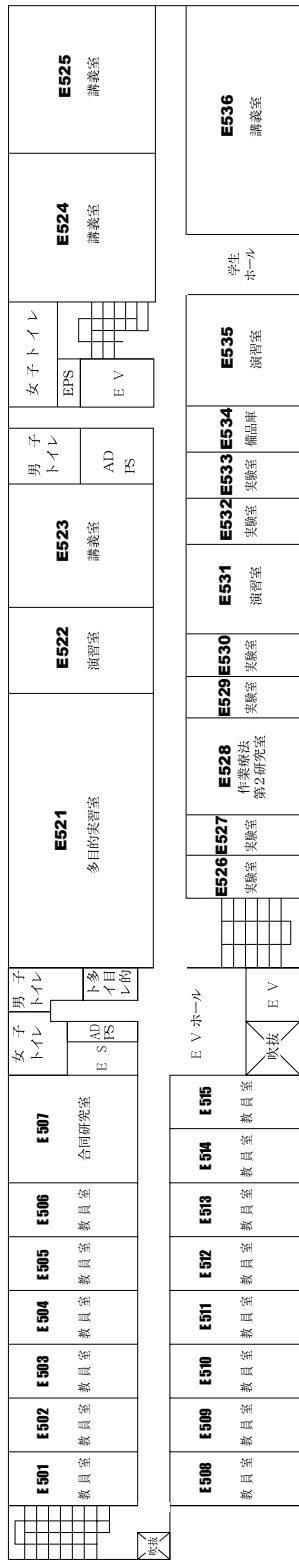 E501
教員室
E502
教員室
E503
教員室
E504
教員室
E505
教員室
E506
教員室
E507
合同研究室
女子
トイレ
ES
AD
PS
男子
トイレ
多目的
トイレ
E521
多目的実習室
E522
演習室
E523
講義室
男子
トイレ
AD
PS
女子トイレ
EPS
EV
E524
講義室
E525
講義室
吹抜
E508
教員室
E509
教員室
E510
教員室
E511
教員室
E512
教員室
E513
教員室
E514
教員室
E515
教員室
EVホール
吹抜
EV
E526
実験室
E527
実験室
E528
作業療法
第2研究室
E529
実験室
E530
実験室
E531
演習室
E532
実験室
E533
実験室
E534
備品庫
E535
演習室
学生
ホール
E536
講義室